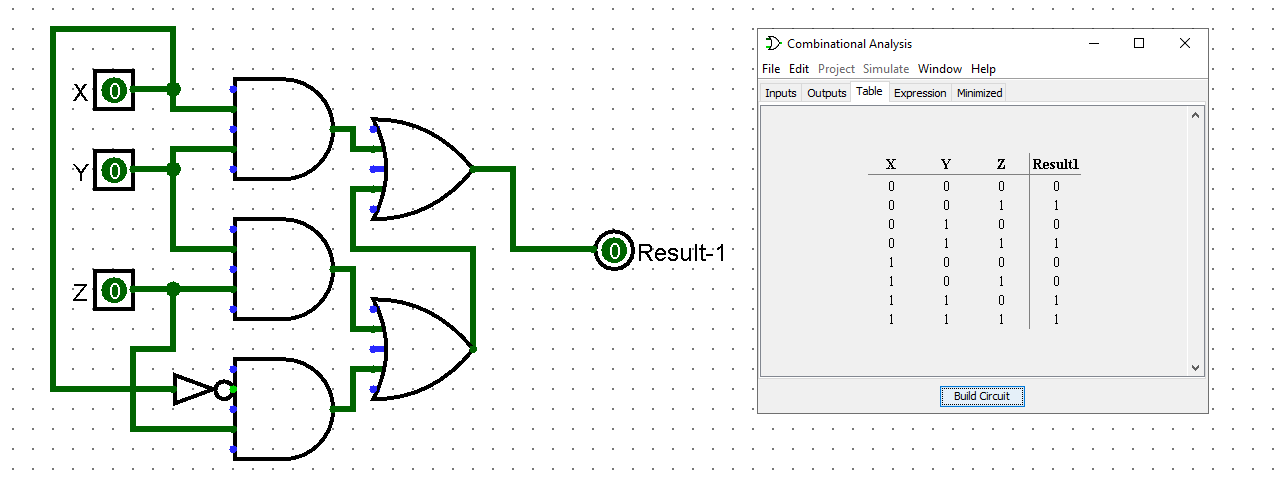 X 0
Y 0
Z 0
0 Result-1
Combinational Analysis
File Edit Project Simulate Window Help
Inputs Outputs Table Expression Minimized
X Y Z Result1
0 0 0 0
0 0 1 1
0 1 0 0
0 1 1 1
1 0 0 0
1 0 1 0
1 1 0 1
1 1 1 1
Build Circuit